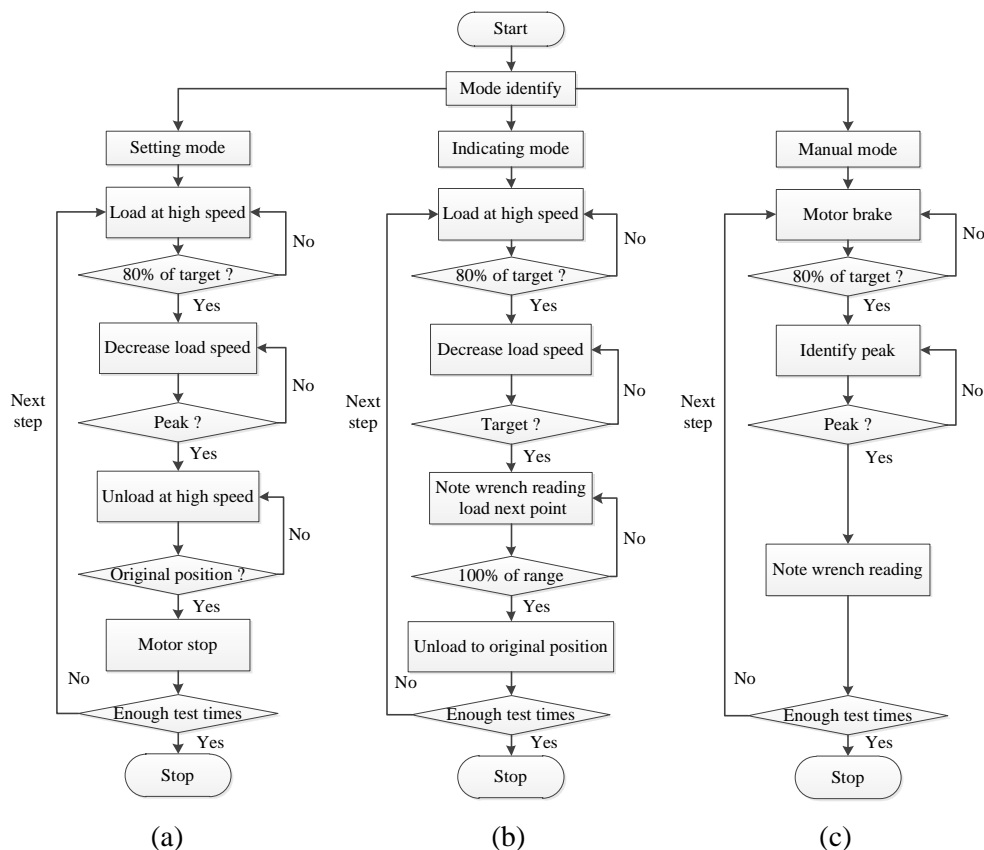 Start
Mode identify
Setting mode
Load at high speed
No
80% of target ?
Yes
Decrease load speed
No
Next
step
Peak ?
Yes
Unload at high speed
No
Original position ?
Yes
Motor stop
No
Enough test times
Yes
Stop
(a)
Indicating mode
Load at high speed
No
80% of target ?
Yes
Decrease load speed
No
Next
step
Target ?
Yes
Note wrench reading
load next point
No
100% of range
Yes
Unload to original position
No
Enough test times
Yes
Stop
(b)
Manual mode
Motor brake
No
80% of target ?
Yes
Identify peak
No
Next
step
Peak ?
Yes
Note wrench reading
No
Enough test times
Yes
Stop
(c)